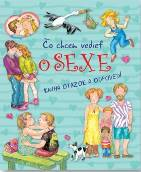 Čo chcem vedieť
O SEXE
KNIHA OTÁZOK A ODPOVEDÍ